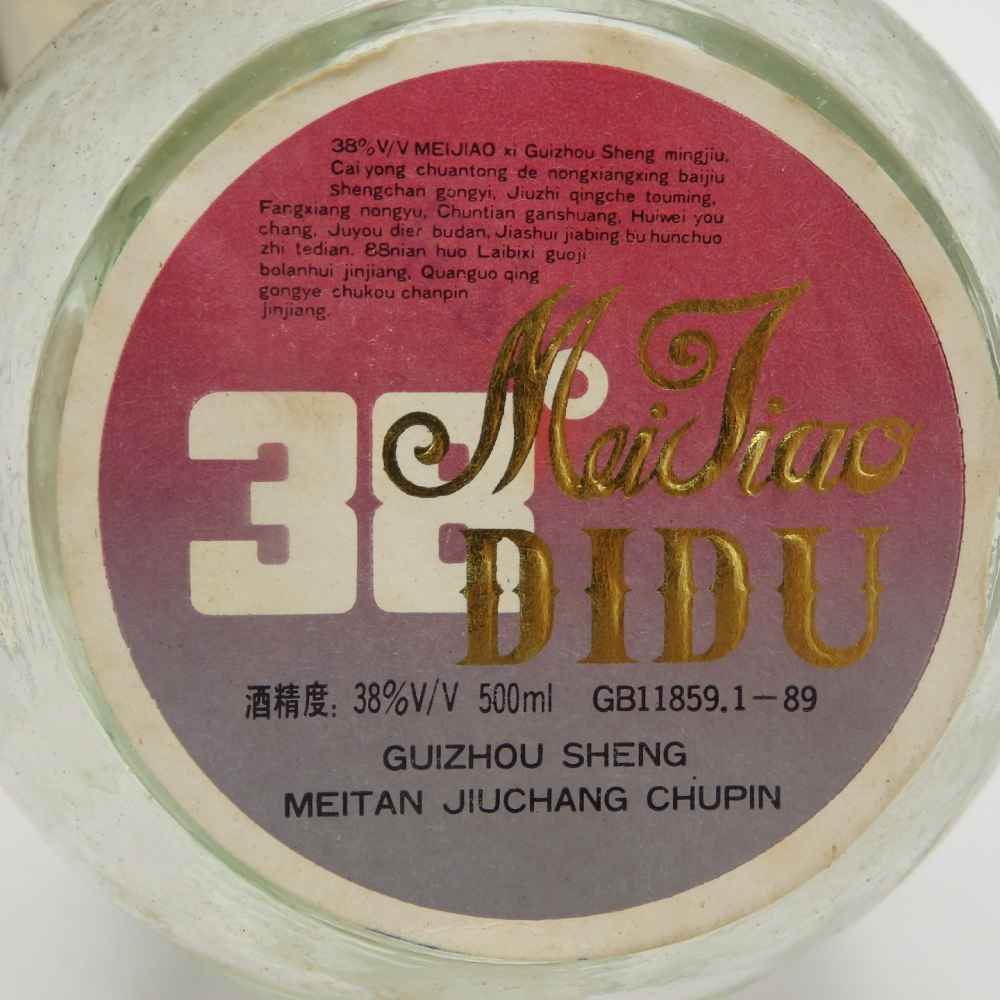 38%V/V MEIJIAO xi Guizhou Sheng mingjiu.
Cai yong chuantong de nongxiangxing baijiu
shengchan gongyi, Jiuzhi qingche touming,
Fangxiang nongyu, Chuntian ganshuang, Huiwei you
chang, Juyou dier budan, Jiashui jiabing bu hunchuo
zhi tedian. 88nian huo Laibixi guoji
bolanhui jinjiang, Quanguo qing
gongye chukou chanpin
jinjiang.
38°
MeiJiao
DIDU
酒精度: 38%V/V 500ml GB11859.1-89
GUIZHOU SHENG
MEITAN JIUCHANG CHUPIN